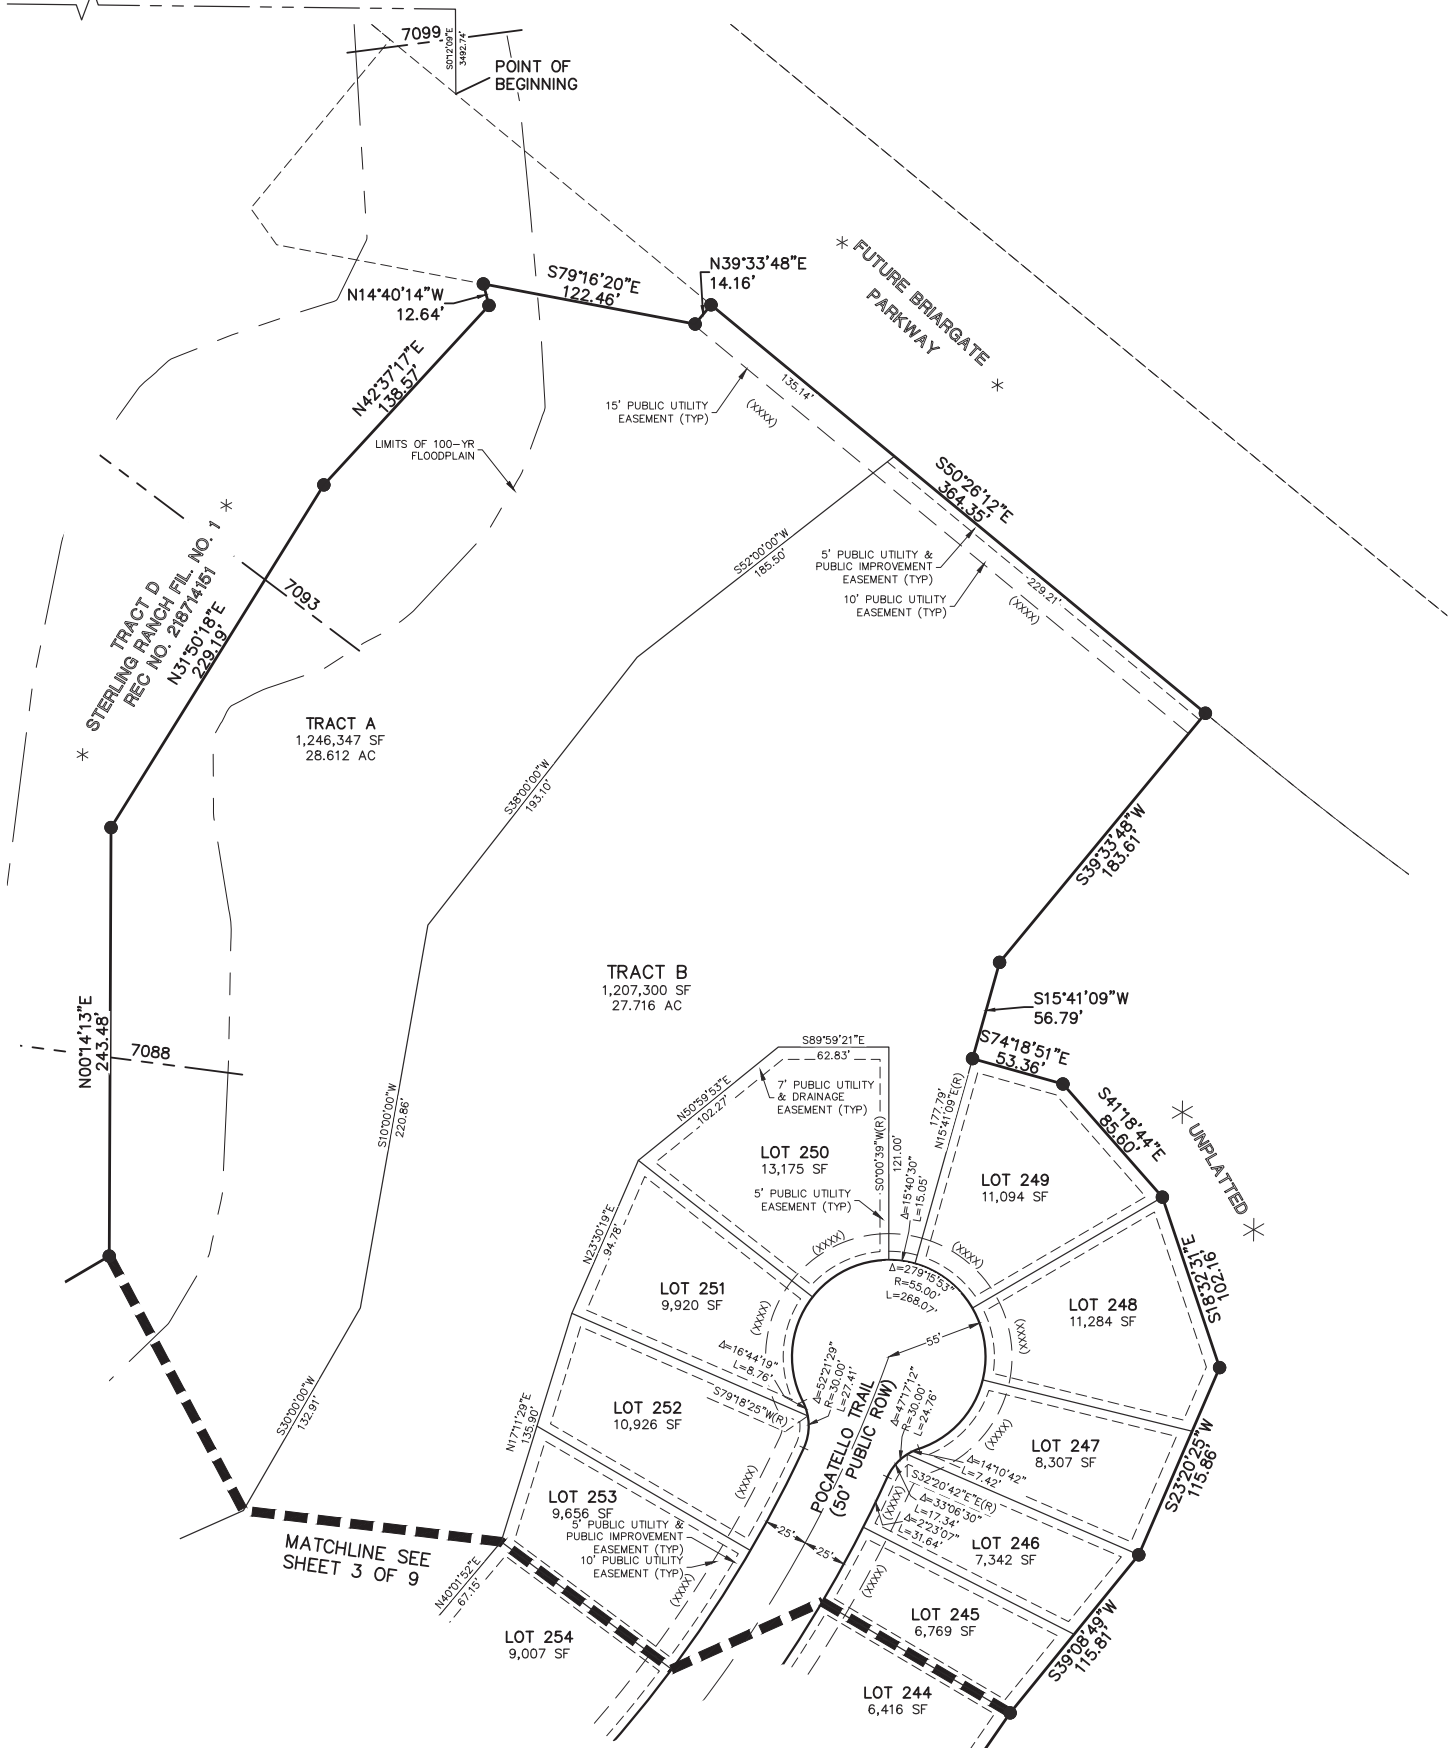 7099
S0°12'09"E
3492.74'
POINT OF
BEGINNING
N39°33'48"E
14.16'
S79°16'20"E
122.46'
N14°40'14"W
12.64'
* FUTURE BRIARGATE
PARKWAY *
N42°37'17"E
138.57'
135.14'
15' PUBLIC UTILITY
EASEMENT (TYP)
(XXXX)
LIMITS OF 100-YR
FLOODPLAIN
S50°26'12"E
364.35'
S52°00'00"W
185.50'
5' PUBLIC UTILITY &
PUBLIC IMPROVEMENT
EASEMENT (TYP)
10' PUBLIC UTILITY
EASEMENT (TYP)
229.21'
(XXXX)
7093
TRACT D
* STERLING RANCH FIL. NO. 1 *
REC NO. 218714151
N31°50'18"E
229.19'
TRACT A
1,246,347 SF
28.612 AC
S38°00'00"W
193.10'
S39°33'48"W
183.61'
TRACT B
1,207,300 SF
27.716 AC
S15°41'09"W
56.79'
N00°14'13"E
243.48'
7088
S89°59'21"E
62.83'
S74°18'51"E
53.36'
N50°59'53"E
102.27'
7' PUBLIC UTILITY
& DRAINAGE
EASEMENT (TYP)
177.79'
N15°41'09"E(R)
S41°18'44"E
85.60'
* UNPLATTED *
S10°00'00"W
220.86'
S0°00'39"W(R)
121.00'
LOT 250
13,175 SF
LOT 249
11,094 SF
5' PUBLIC UTILITY
EASEMENT (TYP)
Δ=15°40'30"
L=15.05'
N23°30'19"E
94.78'
(XXXX)
(XXXX)
S18°32'31"E
102.16'
Δ=279°15'53"
R=55.00'
L=268.07'
LOT 251
9,920 SF
LOT 248
11,284 SF
(XXXX)
(XXXX)
55'
Δ=16°44'19"
L=8.76'
Δ=52°21'29"
R=30.00'
L=27.41'
S79°18'25"W(R)
Δ=47°17'12"
R=30.00'
L=24.76'
POCATELLO TRAIL
(50' PUBLIC ROW)
S30°00'00"W
132.91'
N17°11'29"E
135.90'
LOT 252
10,926 SF
(XXXX)
LOT 247
8,307 SF
S23°20'25"W
115.86'
Δ=14°10'42"
L=7.42'
S32°20'42"E"E(R)
Δ=33°06'30"
L=17.34'
Δ=2°23'07"
L=31.64'
(XXXX)
(XXXX)
LOT 253
9,656 SF
5' PUBLIC UTILITY &
PUBLIC IMPROVEMENT
EASEMENT (TYP)
10' PUBLIC UTILITY
EASEMENT (TYP)
25'
25'
LOT 246
7,342 SF
MATCHLINE SEE
SHEET 3 OF 9
N40°01'52"E
67.15'
(XXXX)
(XXXX)
LOT 245
6,769 SF
S39°08'49"W
115.81'
LOT 254
9,007 SF
LOT 244
6,416 SF